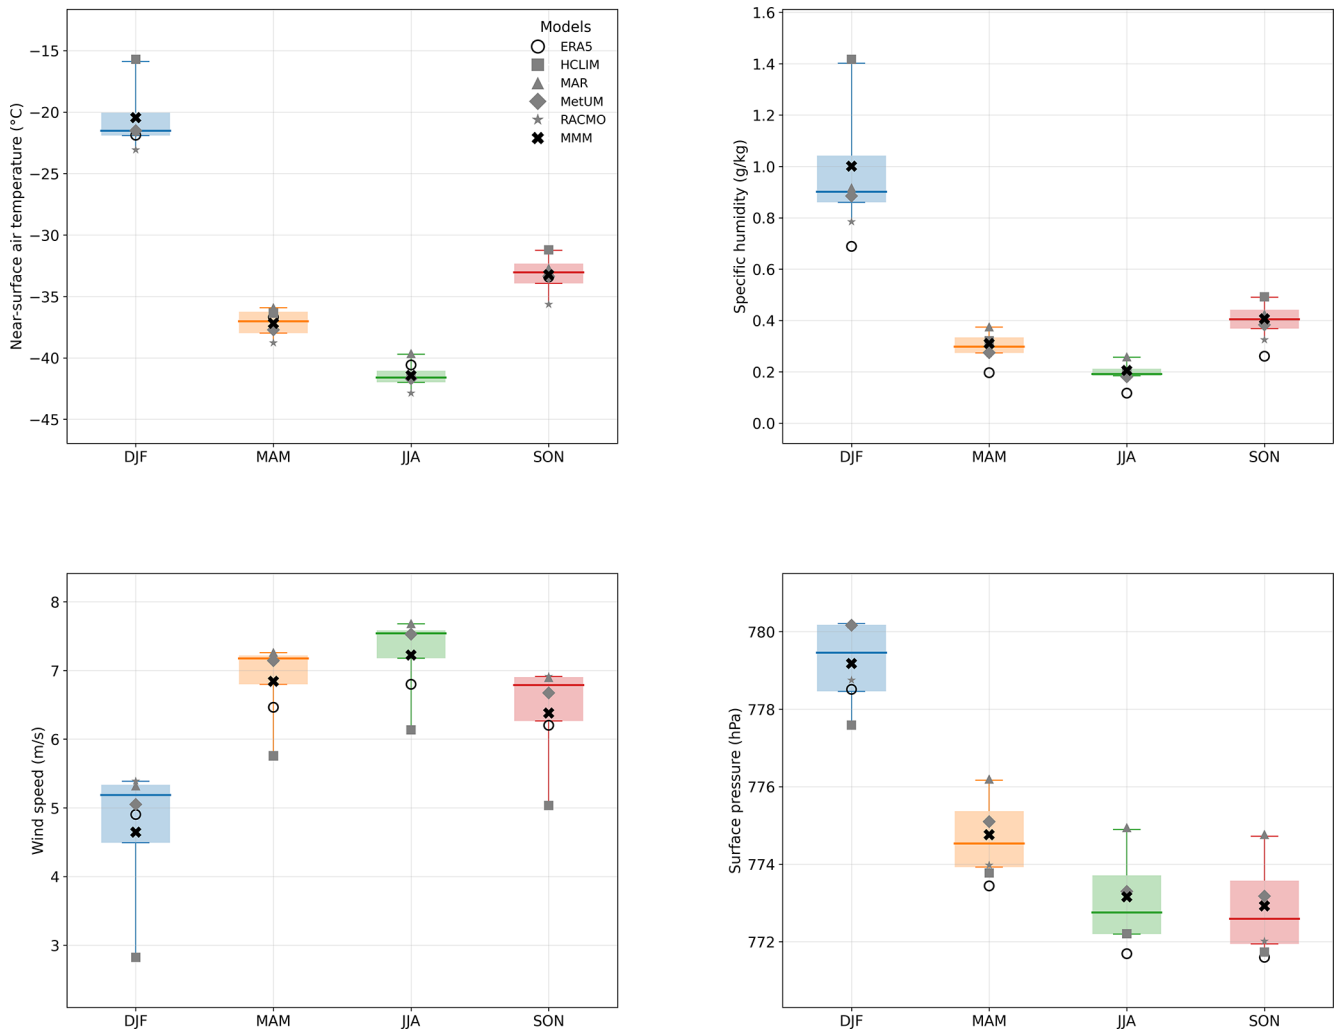 Near-surface air temperature (°C)
−15
−20
−25
−30
−35
−40
−45
DJF MAM JJA SON
Models
ERA5
HCLIM
MAR
MetUM
RACMO
MMM
Specific humidity (g/kg)
1.6
1.4
1.2
1.0
0.8
0.6
0.4
0.2
0.0
DJF MAM JJA SON
Wind speed (m/s)
8
7
6
5
4
3
DJF MAM JJA SON
Surface pressure (hPa)
780
778
776
774
772
DJF MAM JJA SON